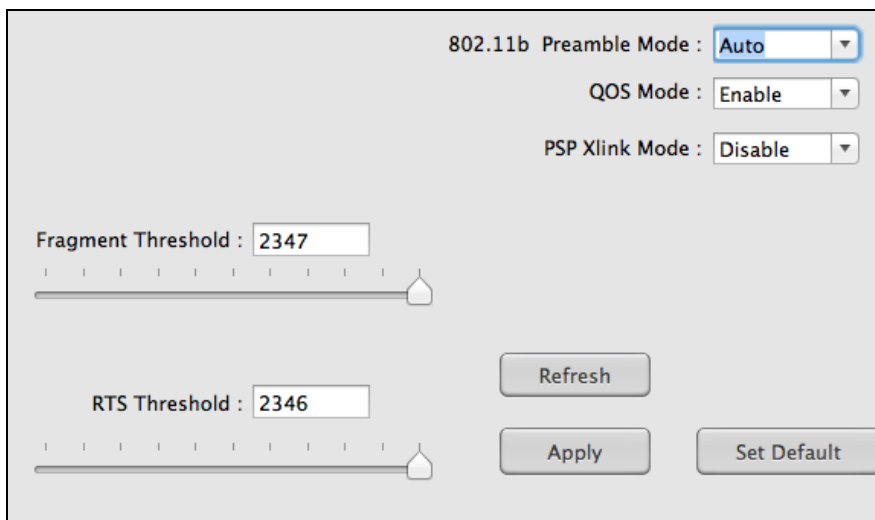 802.11b Preamble Mode : Auto
QOS Mode : Enable
PSP Xlink Mode : Disable
Fragment Threshold : 2347
Refresh
RTS Threshold : 2346
Apply
Set Default